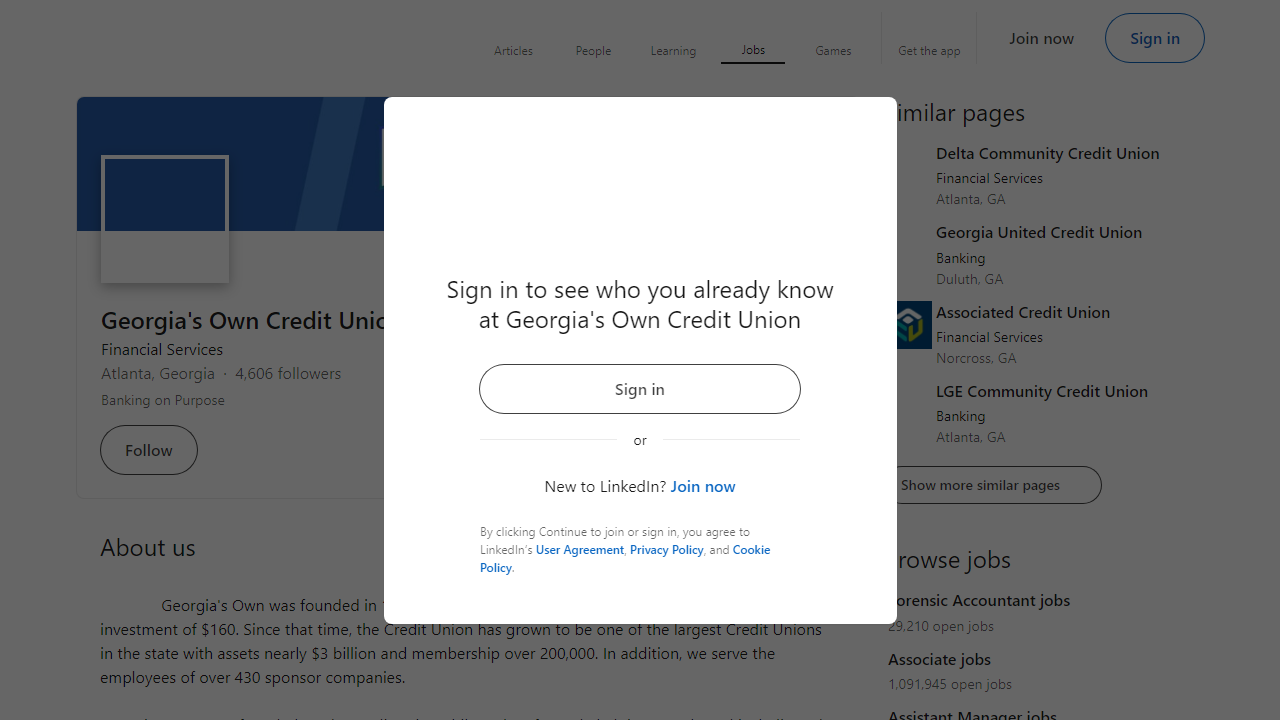 Articles
People
Learning
Jobs
Games
Get the app
Join now
Sign in
Georgia's Own Credit
Financial Services
Atlanta, Georgia · 4,606 followers
Banking on Purpose
Follow
Sign in to see who you already know
at Georgia's Own Credit Union
Sign in
or
New to LinkedIn? Join now
By clicking Continue to join or sign in, you agree to
LinkedIn's User Agreement, Privacy Policy, and Cookie
Policy.
similar pages
Delta Community Credit Union
Financial Services
Atlanta, GA
Georgia United Credit Union
Banking
Duluth, GA
Associated Credit Union
Financial Services
Norcross, GA
LGE Community Credit Union
Banking
Atlanta, GA
Show more similar pages
About us
Georgia's Own was founded in
investment of $160. Since that time, the Credit Union has grown to be one of the largest Credit Unions
in the state with assets nearly $3 billion and membership over 200,000. In addition, we serve the
employees of over 430 sponsor companies.
Browse jobs
Forensic Accountant jobs
29,210 open jobs
Associate jobs
1,091,945 open jobs
Assistant Manager jobs